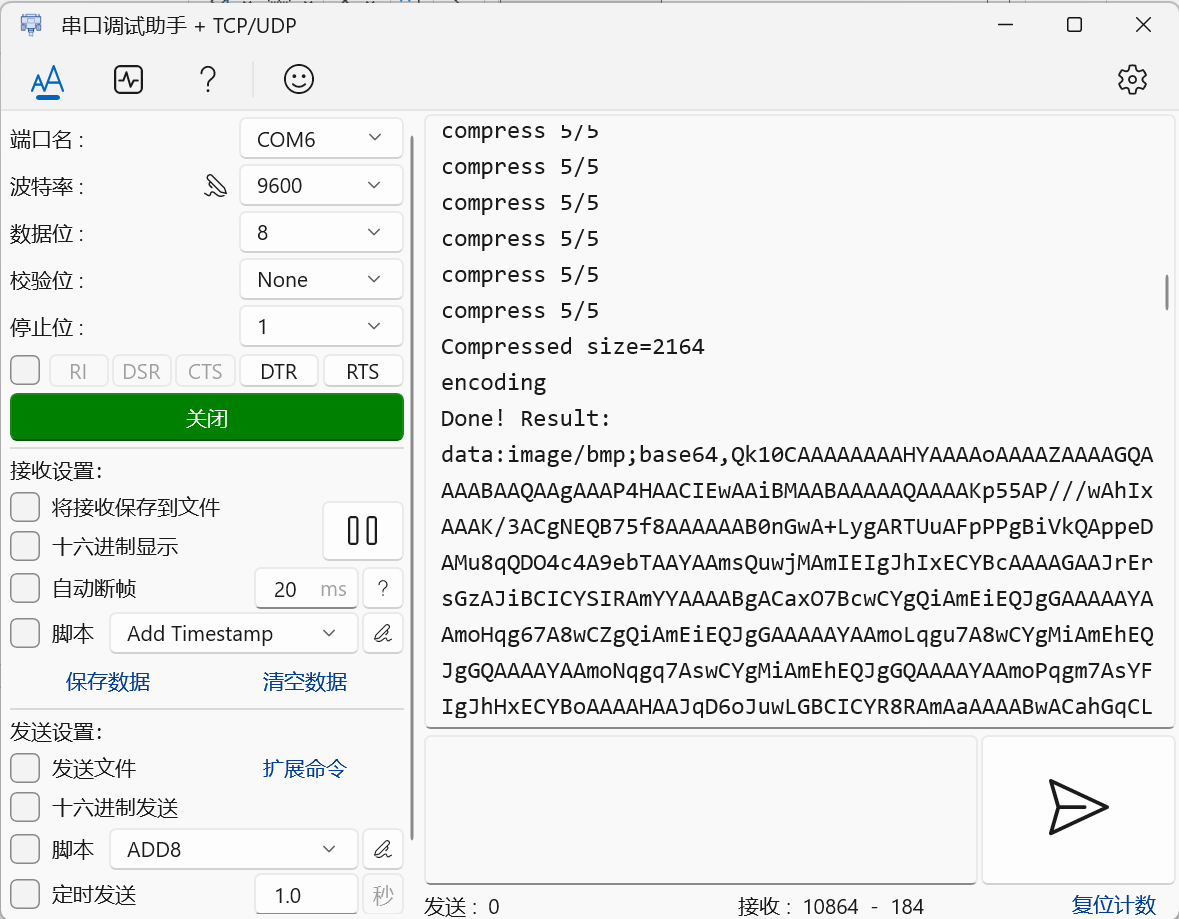 串口调试助手 + TCP/UDP
端口名 :
COM6
波特率 :
9600
数据位 :
8
校验位 :
None
停止位 :
1
RI DSR CTS DTR RTS
关闭
接收设置:
将接收保存到文件
十六进制显示
自动断帧 20 ms ?
脚本 Add Timestamp
保存数据 清空数据
发送设置:
发送文件 扩展命令
十六进制发送
脚本 ADD8
定时发送 1.0 秒
compress 5/5
compress 5/5
compress 5/5
compress 5/5
compress 5/5
compress 5/5
Compressed size=2164
encoding
Done! Result:
data:image/bmp;base64,Qk10CAAAAAAAAHYAAAAoAAAAZAAAAGQA
AAABAAQAAgAAAP4HAACIEwAAiBMAABAAAAAQAAAAKp55AP///wAhIx
AAAK/3ACgNEQB75f8AAAAAAB0nGwA+LygARTUuAFpPPgBiVkQAppeD
AMu8qQDO4c4A9ebTAAYAAmsQuwjMAmIEIgJhIxECYBcAAAAGAAJrEr
sGzAJiBCICYSIRAmYYAAAABgACaxO7BcwCYgQiAmEiEQJgGAAAAAYA
AmoHqg67A8wCZgQiAmEiEQJgGAAAAAYAAmoLqgu7A8wCYgMiAmEhEQ
JgGQAAAAYAAmoNqgq7AswCYgMiAmEhEQJgGQAAAAYAAmoPqgm7AsYF
IgJhHxECYBoAAAAHAAJqD6oJuwLGBCICYR8RAmAaAAAABwACahGqCL
发送 : 0
接收 : 10864 - 184
复位计数